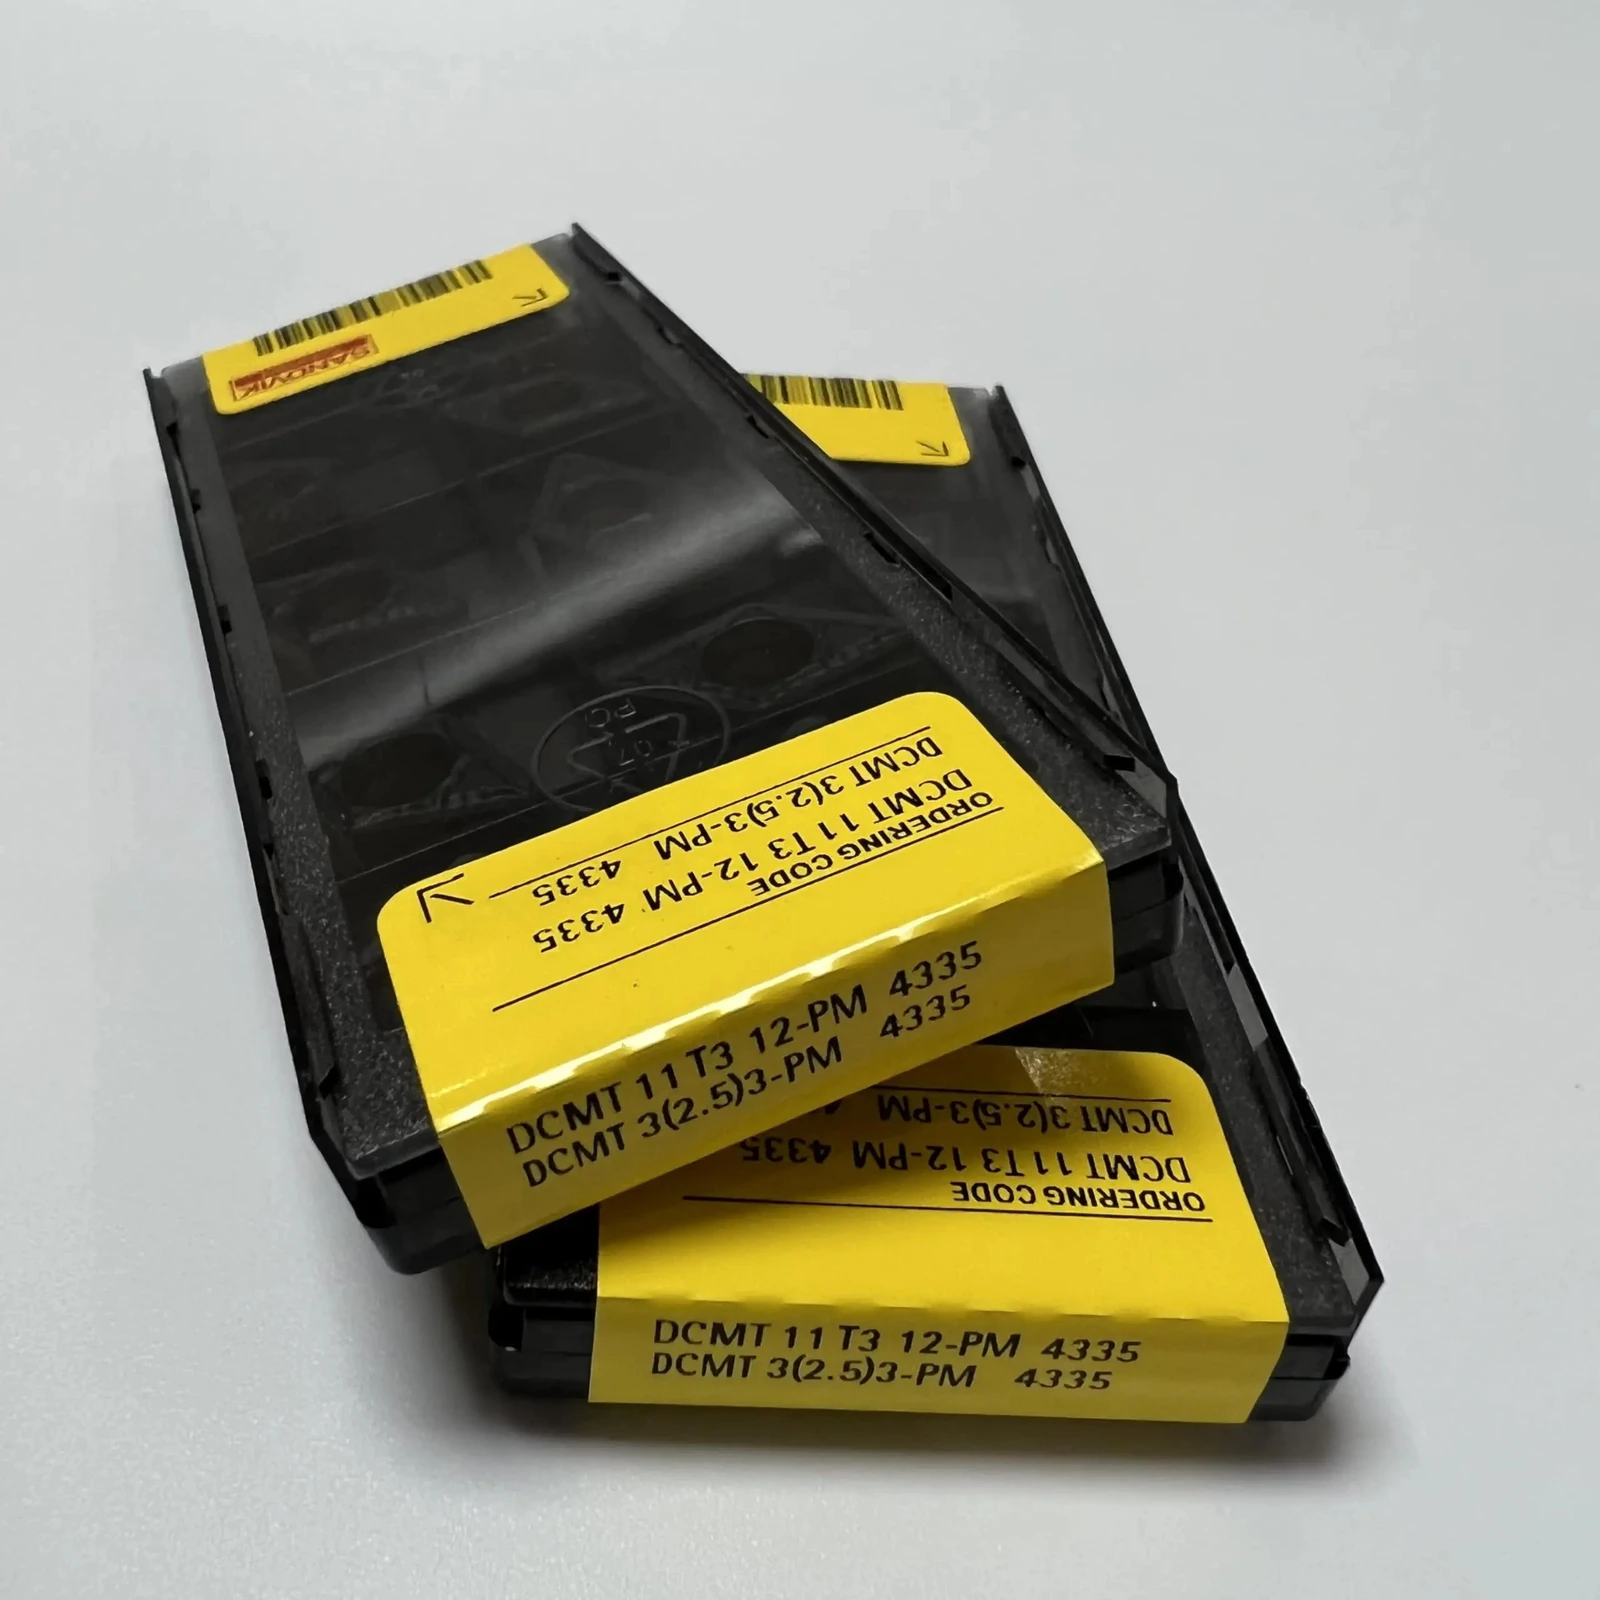 SANDVIK
DCMT 3(2.5)3-PM 4335
DCMT 11 T3 12-PM 4335
ORDERING CODE
DCMT 11 T3 12-PM 4335
DCMT 3(2.5)3-PM 4335
DCMT 3(2.5)3-PM
DCMT 11 T3 12-PM 4335
ORDERING CODE
DCMT 11 T3 12-PM 4335
DCMT 3(2.5)3-PM 4335